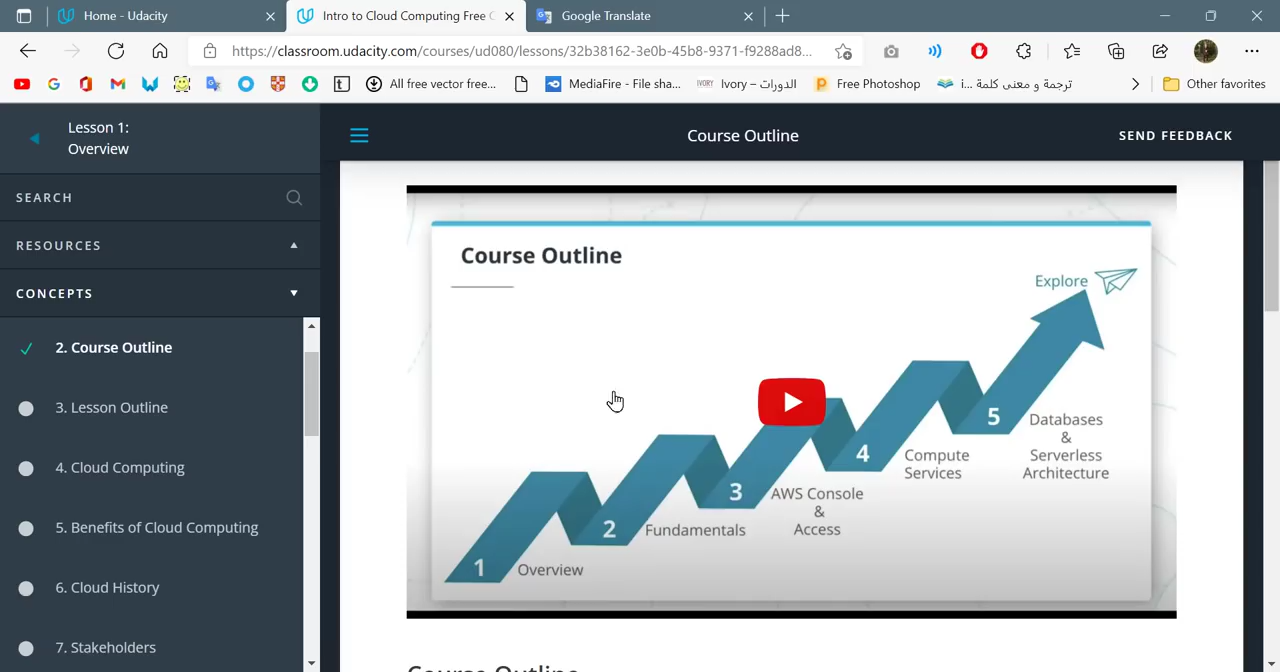 Home - Udacity
Intro to Cloud Computing Free C
Google Translate
https://classroom.udacity.com/courses/ud080/lessons/32b38162-3e0b-45b8-9371-f9288ad8...
All free vector free...
MediaFire - File sha...
IVORY
Ivory – الدورات
Free Photoshop
ترجمة و معنى كلمة i...
Other favorites
Lesson 1:
Overview
Course Outline
SEND FEEDBACK
SEARCH
RESOURCES
CONCEPTS
2. Course Outline
3. Lesson Outline
4. Cloud Computing
5. Benefits of Cloud Computing
6. Cloud History
7. Stakeholders
Course Outline
Explore
1
Overview
2
Fundamentals
3
AWS Console
&
Access
4
Compute
Services
5
Databases
&
Serverless
Architecture
Course Outline